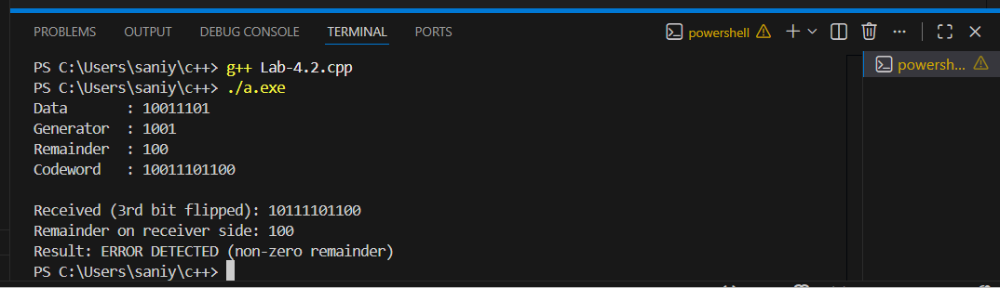 PROBLEMS OUTPUT DEBUG CONSOLE TERMINAL PORTS powershell
powersh...
PS C:\Users\saniy\c++> g++ Lab-4.2.cpp
PS C:\Users\saniy\c++> ./a.exe
Data       : 10011101
Generator  : 1001
Remainder  : 100
Codeword   : 10011101100

Received (3rd bit flipped): 10111101100
Remainder on receiver side: 100
Result: ERROR DETECTED (non-zero remainder)
PS C:\Users\saniy\c++>